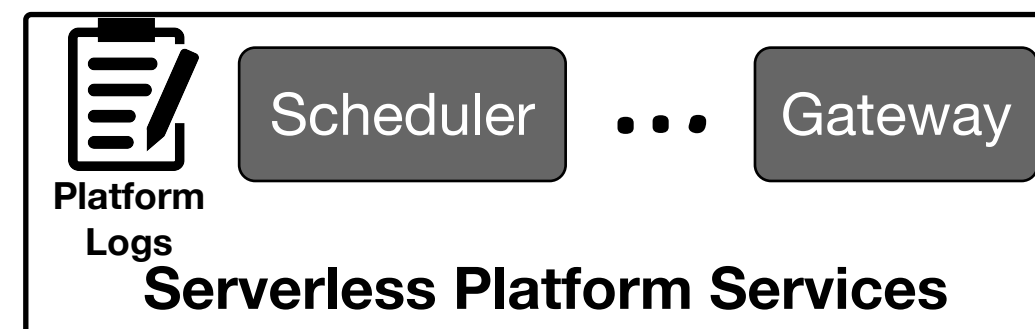 Scheduler ... Gateway
Platform
Logs
Serverless Platform Services